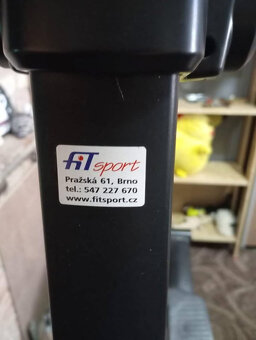 fiT sport
Pražská 61, Brno
tel.: 547 227 670
www.fitsport.cz